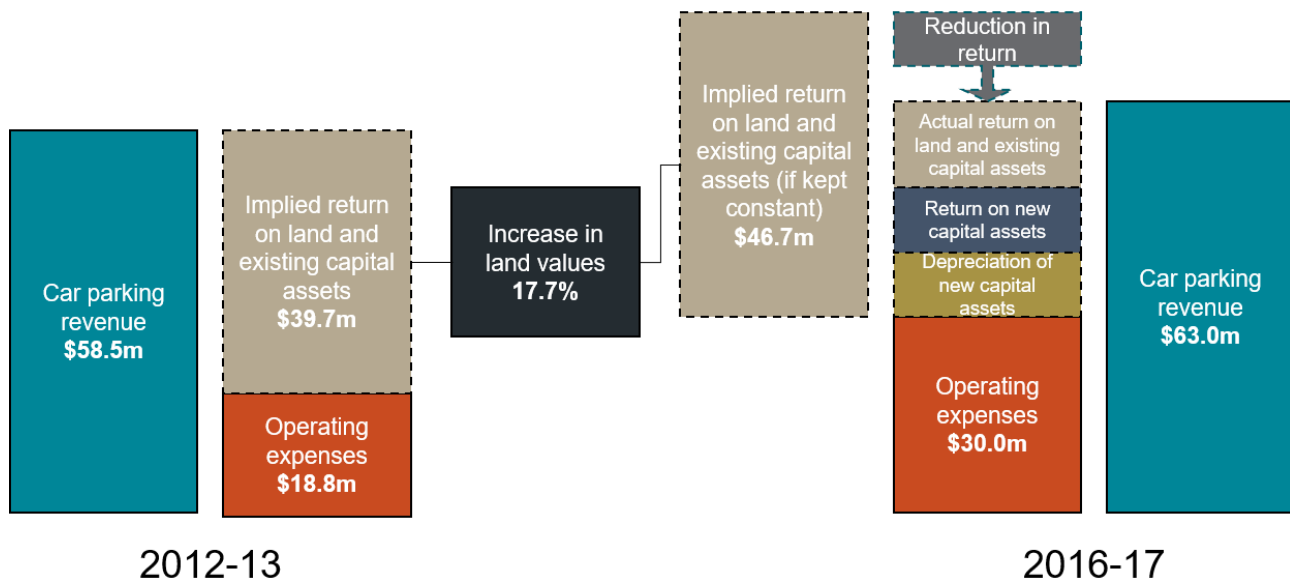 Car parking
revenue
$58.5m
Implied return
on land and
existing capital
assets
$39.7m
Operating
expenses
$18.8m
Increase in
land values
17.7%
Implied return
on land and
existing capital
assets (if kept
constant)
$46.7m
Reduction in
return
Actual return on
land and existing
capital assets
Return on new
capital assets
Depreciation of
new capital
assets
Operating
expenses
$30.0m
Car parking
revenue
$63.0m
2012-13
2016-17